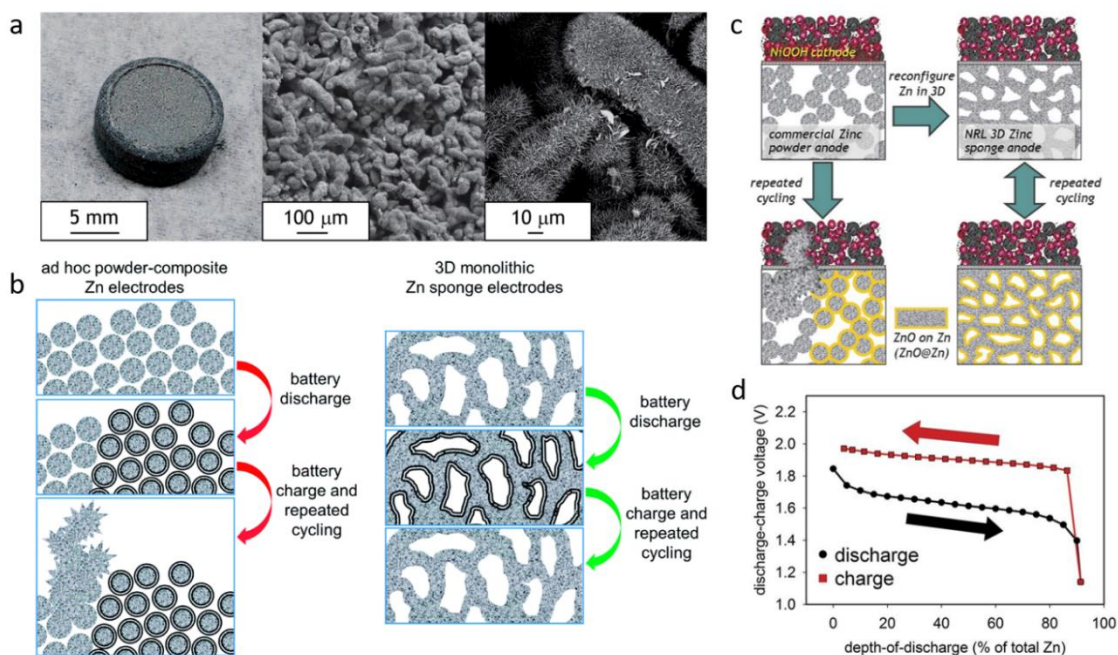 a
5 mm
100 μm
10 μm
b
ad hoc powder-composite
Zn electrodes
battery
discharge
battery
charge and
repeated
cycling
3D monolithic
Zn sponge electrodes
battery
discharge
battery
charge and
repeated
cycling
c
NiOOH cathode
commercial Zinc
powder anode
reconfigure
Zn in 3D
NRL 3D Zinc
sponge anode
repeated
cycling
repeated
cycling
ZnO on Zn
(ZnO@Zn)
d
discharge-charge voltage (V)
2.2
2.0
1.8
1.6
1.4
1.2
1.0
discharge
charge
0
20
40
60
80
100
depth-of-discharge (% of total Zn)